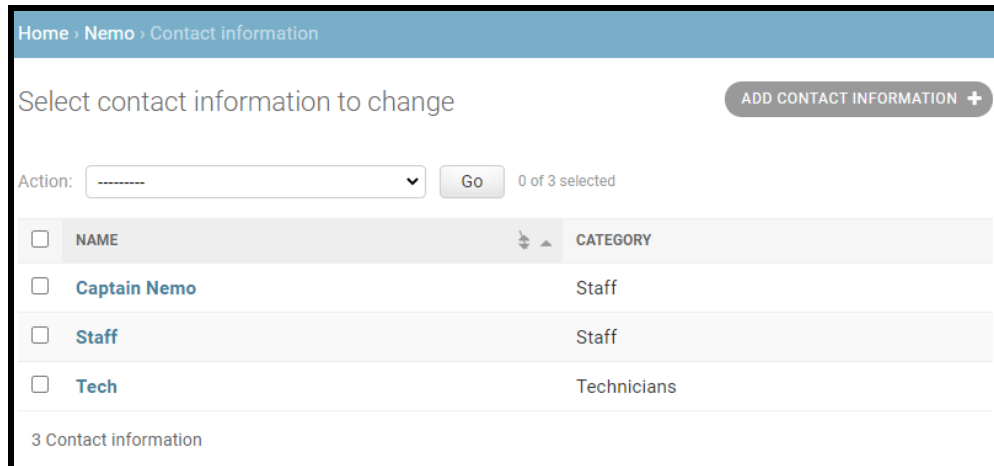 Home › Nemo › Contact information
Select contact information to change
ADD CONTACT INFORMATION +
Action: --------- Go 0 of 3 selected
NAME CATEGORY
Captain Nemo Staff
Staff Staff
Tech Technicians
3 Contact information